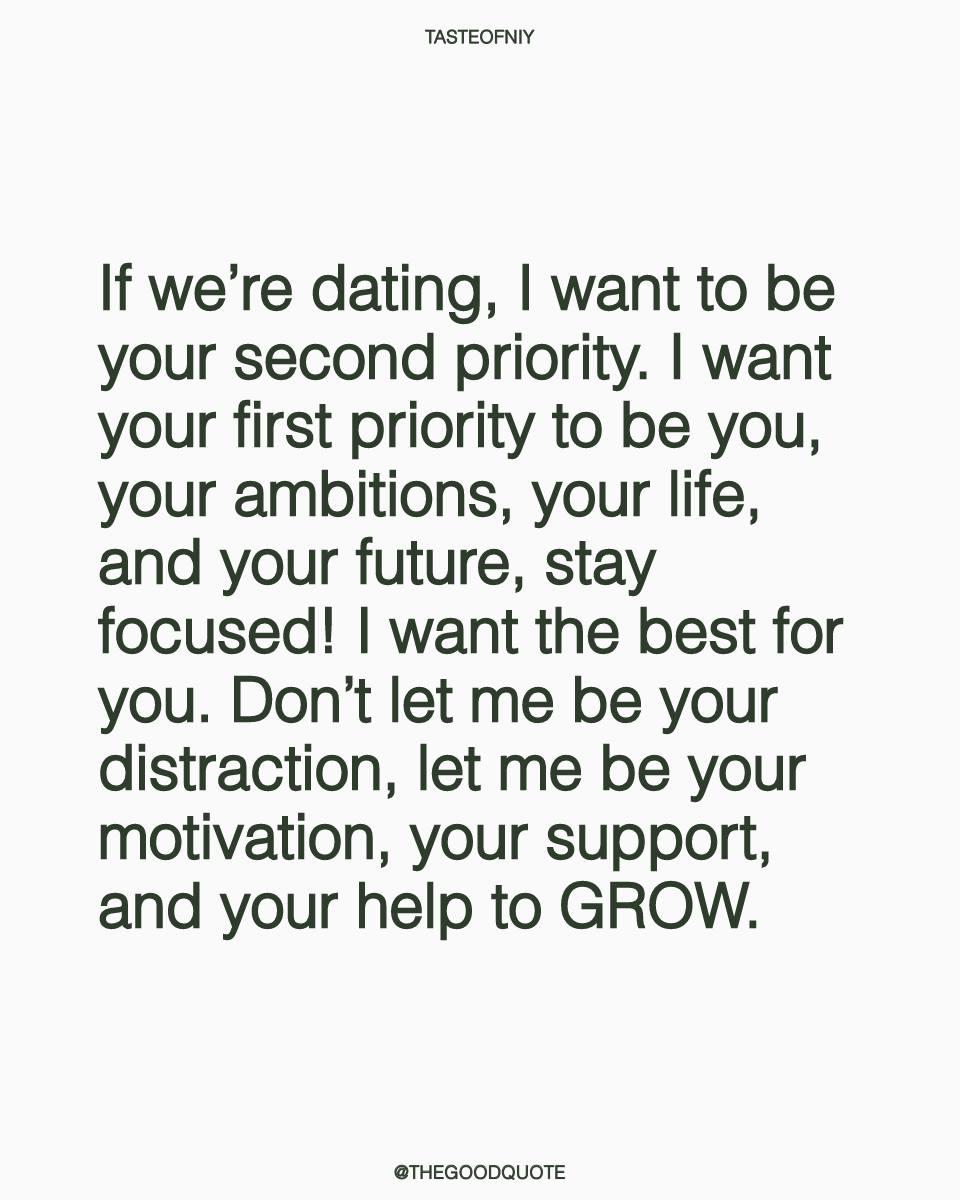 TASTEOFNIY
If we’re dating, I want to be
your second priority. I want
your first priority to be you,
your ambitions, your life,
and your future, stay
focused! I want the best for
you. Don’t let me be your
distraction, let me be your
motivation, your support,
and your help to GROW.
@THEGOODQUOTE